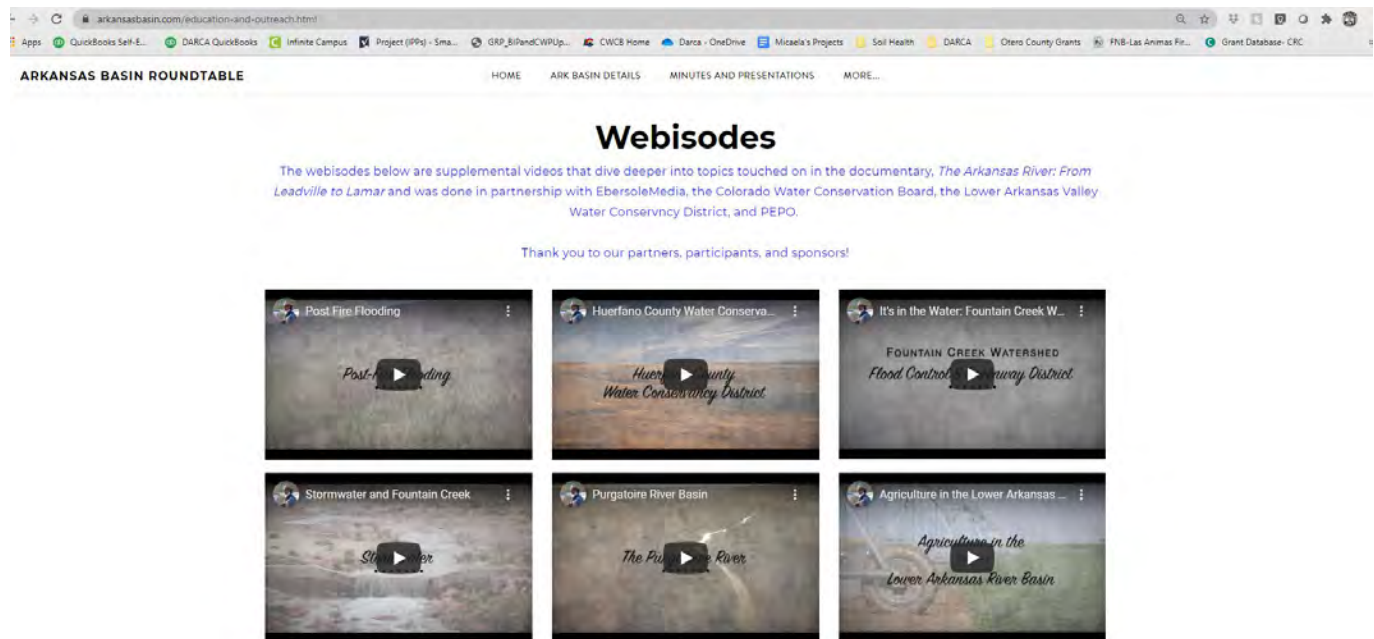 arkansasbasin.com/education-and-outreach.html
Apps QuickBooks Self-E... DARCA QuickBooks Infinite Campus Project (IPPs) - Sma... GRP_BIPandCWPUp... CWCB Home Darca - OneDrive Micaela's Projects Soil Health DARCA Otero County Grants FNB-Las Animas Fir... Grant Database- CRC
ARKANSAS BASIN ROUNDTABLE HOME ARK BASIN DETAILS MINUTES AND PRESENTATIONS MORE...
Webisodes
The webisodes below are supplemental videos that dive deeper into topics touched on in the documentary, The Arkansas River: From
Leadville to Lamar and was done in partnership with EbersoleMedia, the Colorado Water Conservation Board, the Lower Arkansas Valley
Water Conservncy District, and PEPO.
Thank you to our partners, participants, and sponsors!
Post Fire Flooding
Huerfano County Water Conserva...
It's in the Water: Fountain Creek W...
FOUNTAIN CREEK WATERSHED
Flood Control
District
Water Conservancy District
Stormwater and Fountain Creek
Purgatoire River Basin
The
River
Agriculture in the Lower Arkansas ...
Agriculture in the
Lower Arkansas River Basin